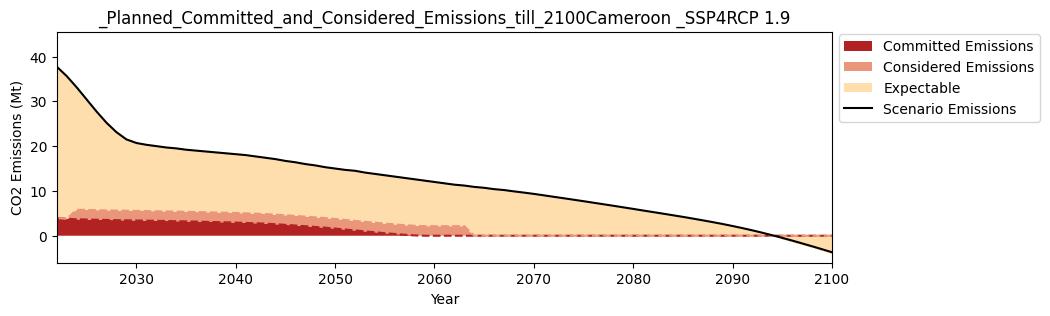 _Planned_Committed_and_Considered_Emissions_till_2100Cameroon _SSP4RCP 1.9
CO2 Emissions (Mt)
40
30
20
10
0
2030 2040 2050 2060 2070 2080 2090 2100
Year
Committed Emissions
Considered Emissions
Expectable
Scenario Emissions